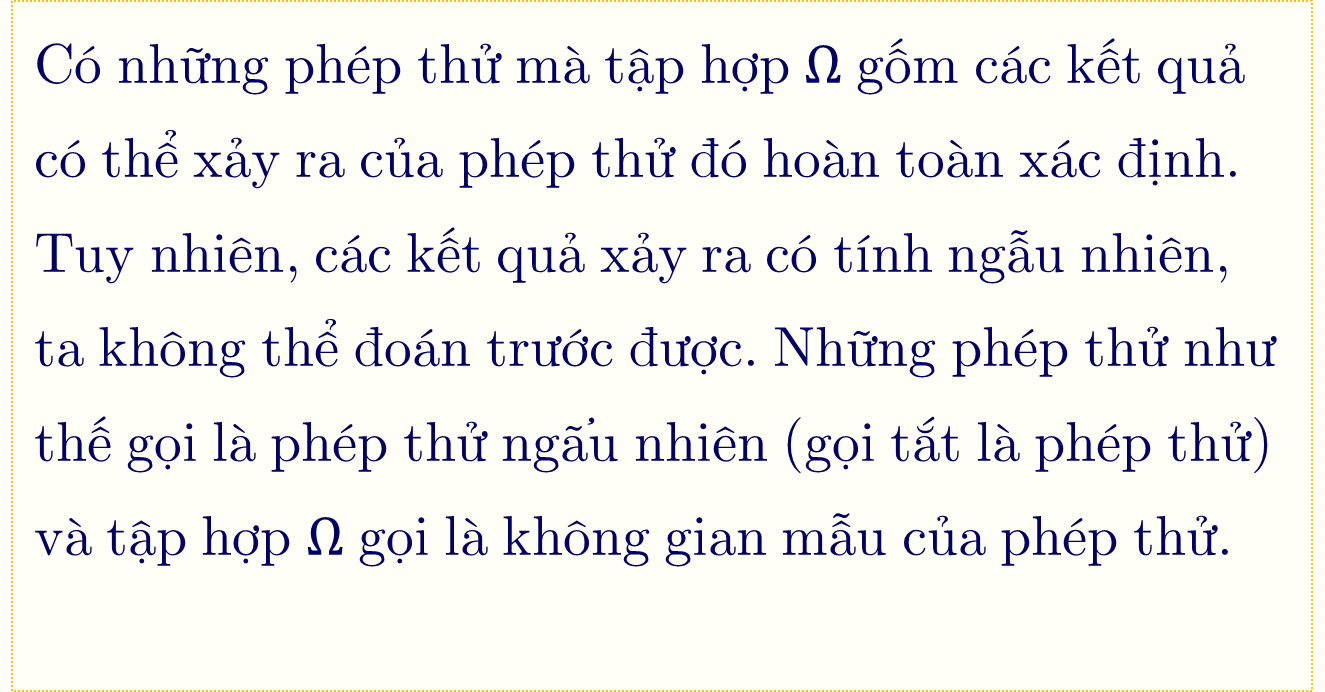 Có những phép thử mà tập hợp Ω gồm các kết quả
có thể xảy ra của phép thử đó hoàn toàn xác định.
Tuy nhiên, các kết quả xảy ra có tính ngẫu nhiên,
ta không thể đoán trước được. Những phép thử như
thế gọi là phép thử ngã̛u nhiên (gọi tắt là phép thử)
và tập hợp Ω gọi là không gian mẫu của phép thử.